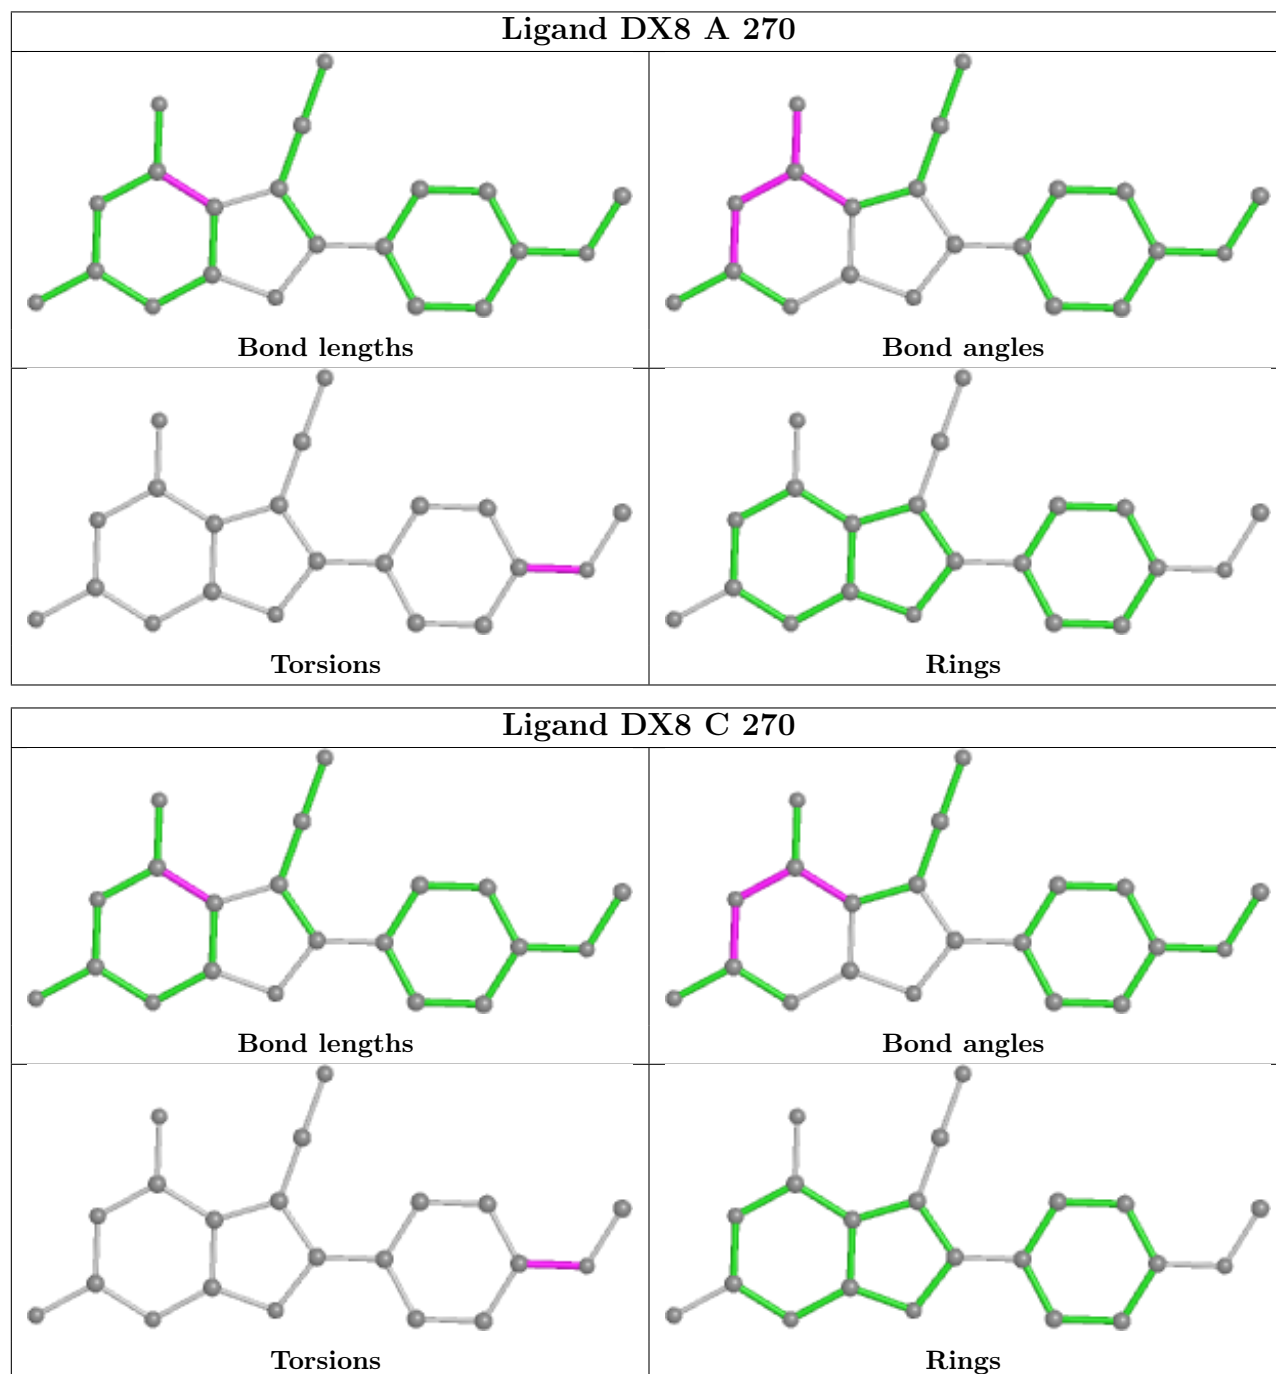 Ligand DX8 A 270
Bond lengths
Bond angles
Torsions
Rings
Ligand DX8 C 270
Bond lengths
Bond angles
Torsions
Rings